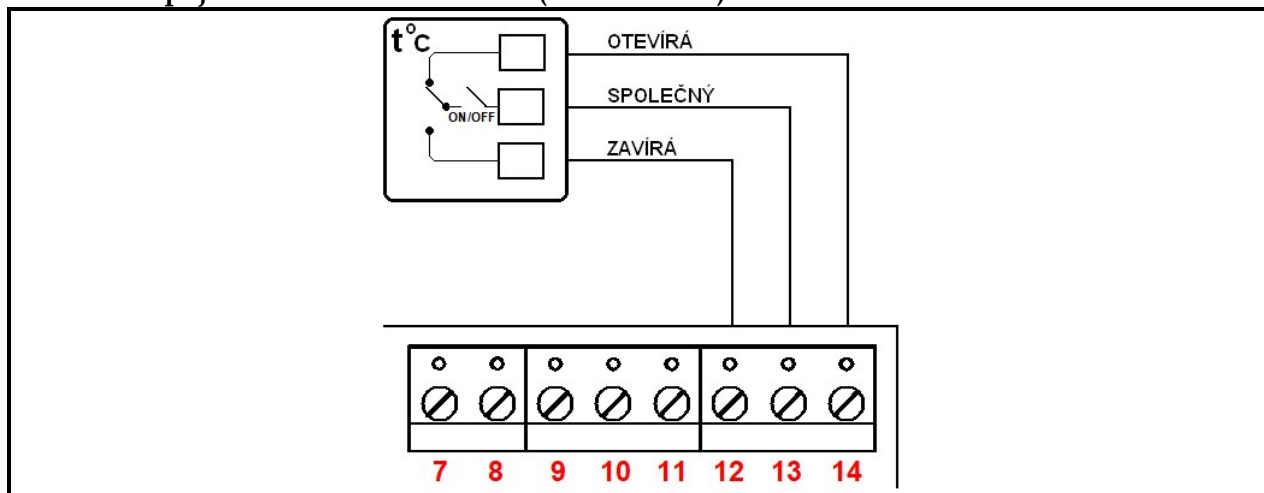 t°C
OTEVÍRÁ
SPOLEČNÝ
ON/OFF
ZAVÍRÁ
7 8 9 10 11 12 13 14